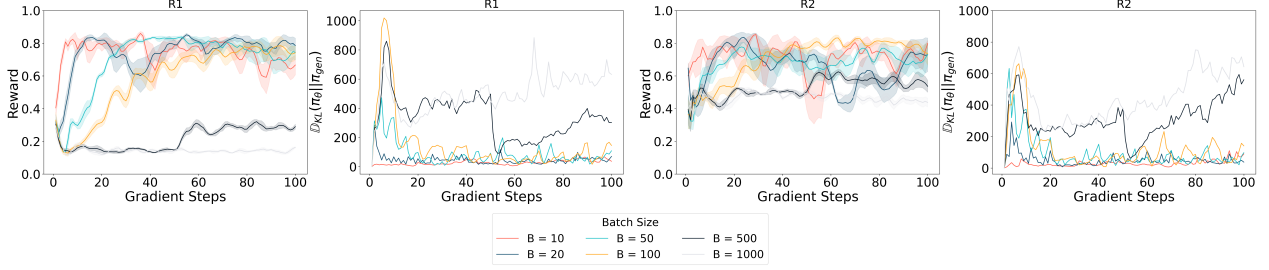 R1
1.0
0.8
0.6
0.4
0.2
0.0
Reward
0 20 40 60 80 100
Gradient Steps
R1
1000
800
600
400
200
0
𝔻KL(πθ||πgen)
0 20 40 60 80 100
Gradient Steps
R2
1.0
0.8
0.6
0.4
0.2
0.0
Reward
0 20 40 60 80 100
Gradient Steps
R2
1000
800
600
400
200
0
𝔻KL(πθ||πgen)
0 20 40 60 80 100
Gradient Steps
Batch Size
B = 10 B = 50 B = 500
B = 20 B = 100 B = 1000